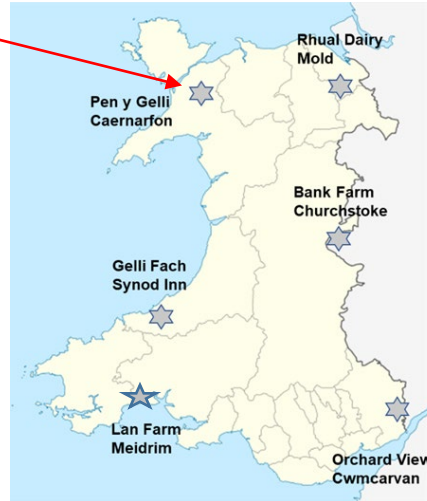 Rhual Dairy
Mold
Pen y Gelli
Caernarfon
Bank Farm
Churchstoke
Gelli Fach
Synod Inn
Lan Farm
Meidrim
Orchard View
Cwmcarvan